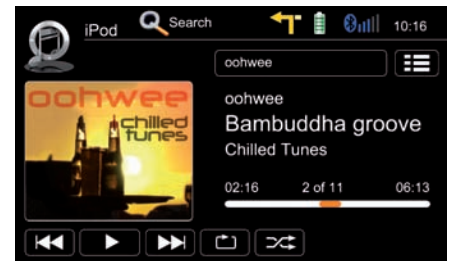 iPod
Search
10:16
oohwee
oohwee
chilled
tunes
oohwee
Bambuddha groove
Chilled Tunes
02:16 2 of 11 06:13